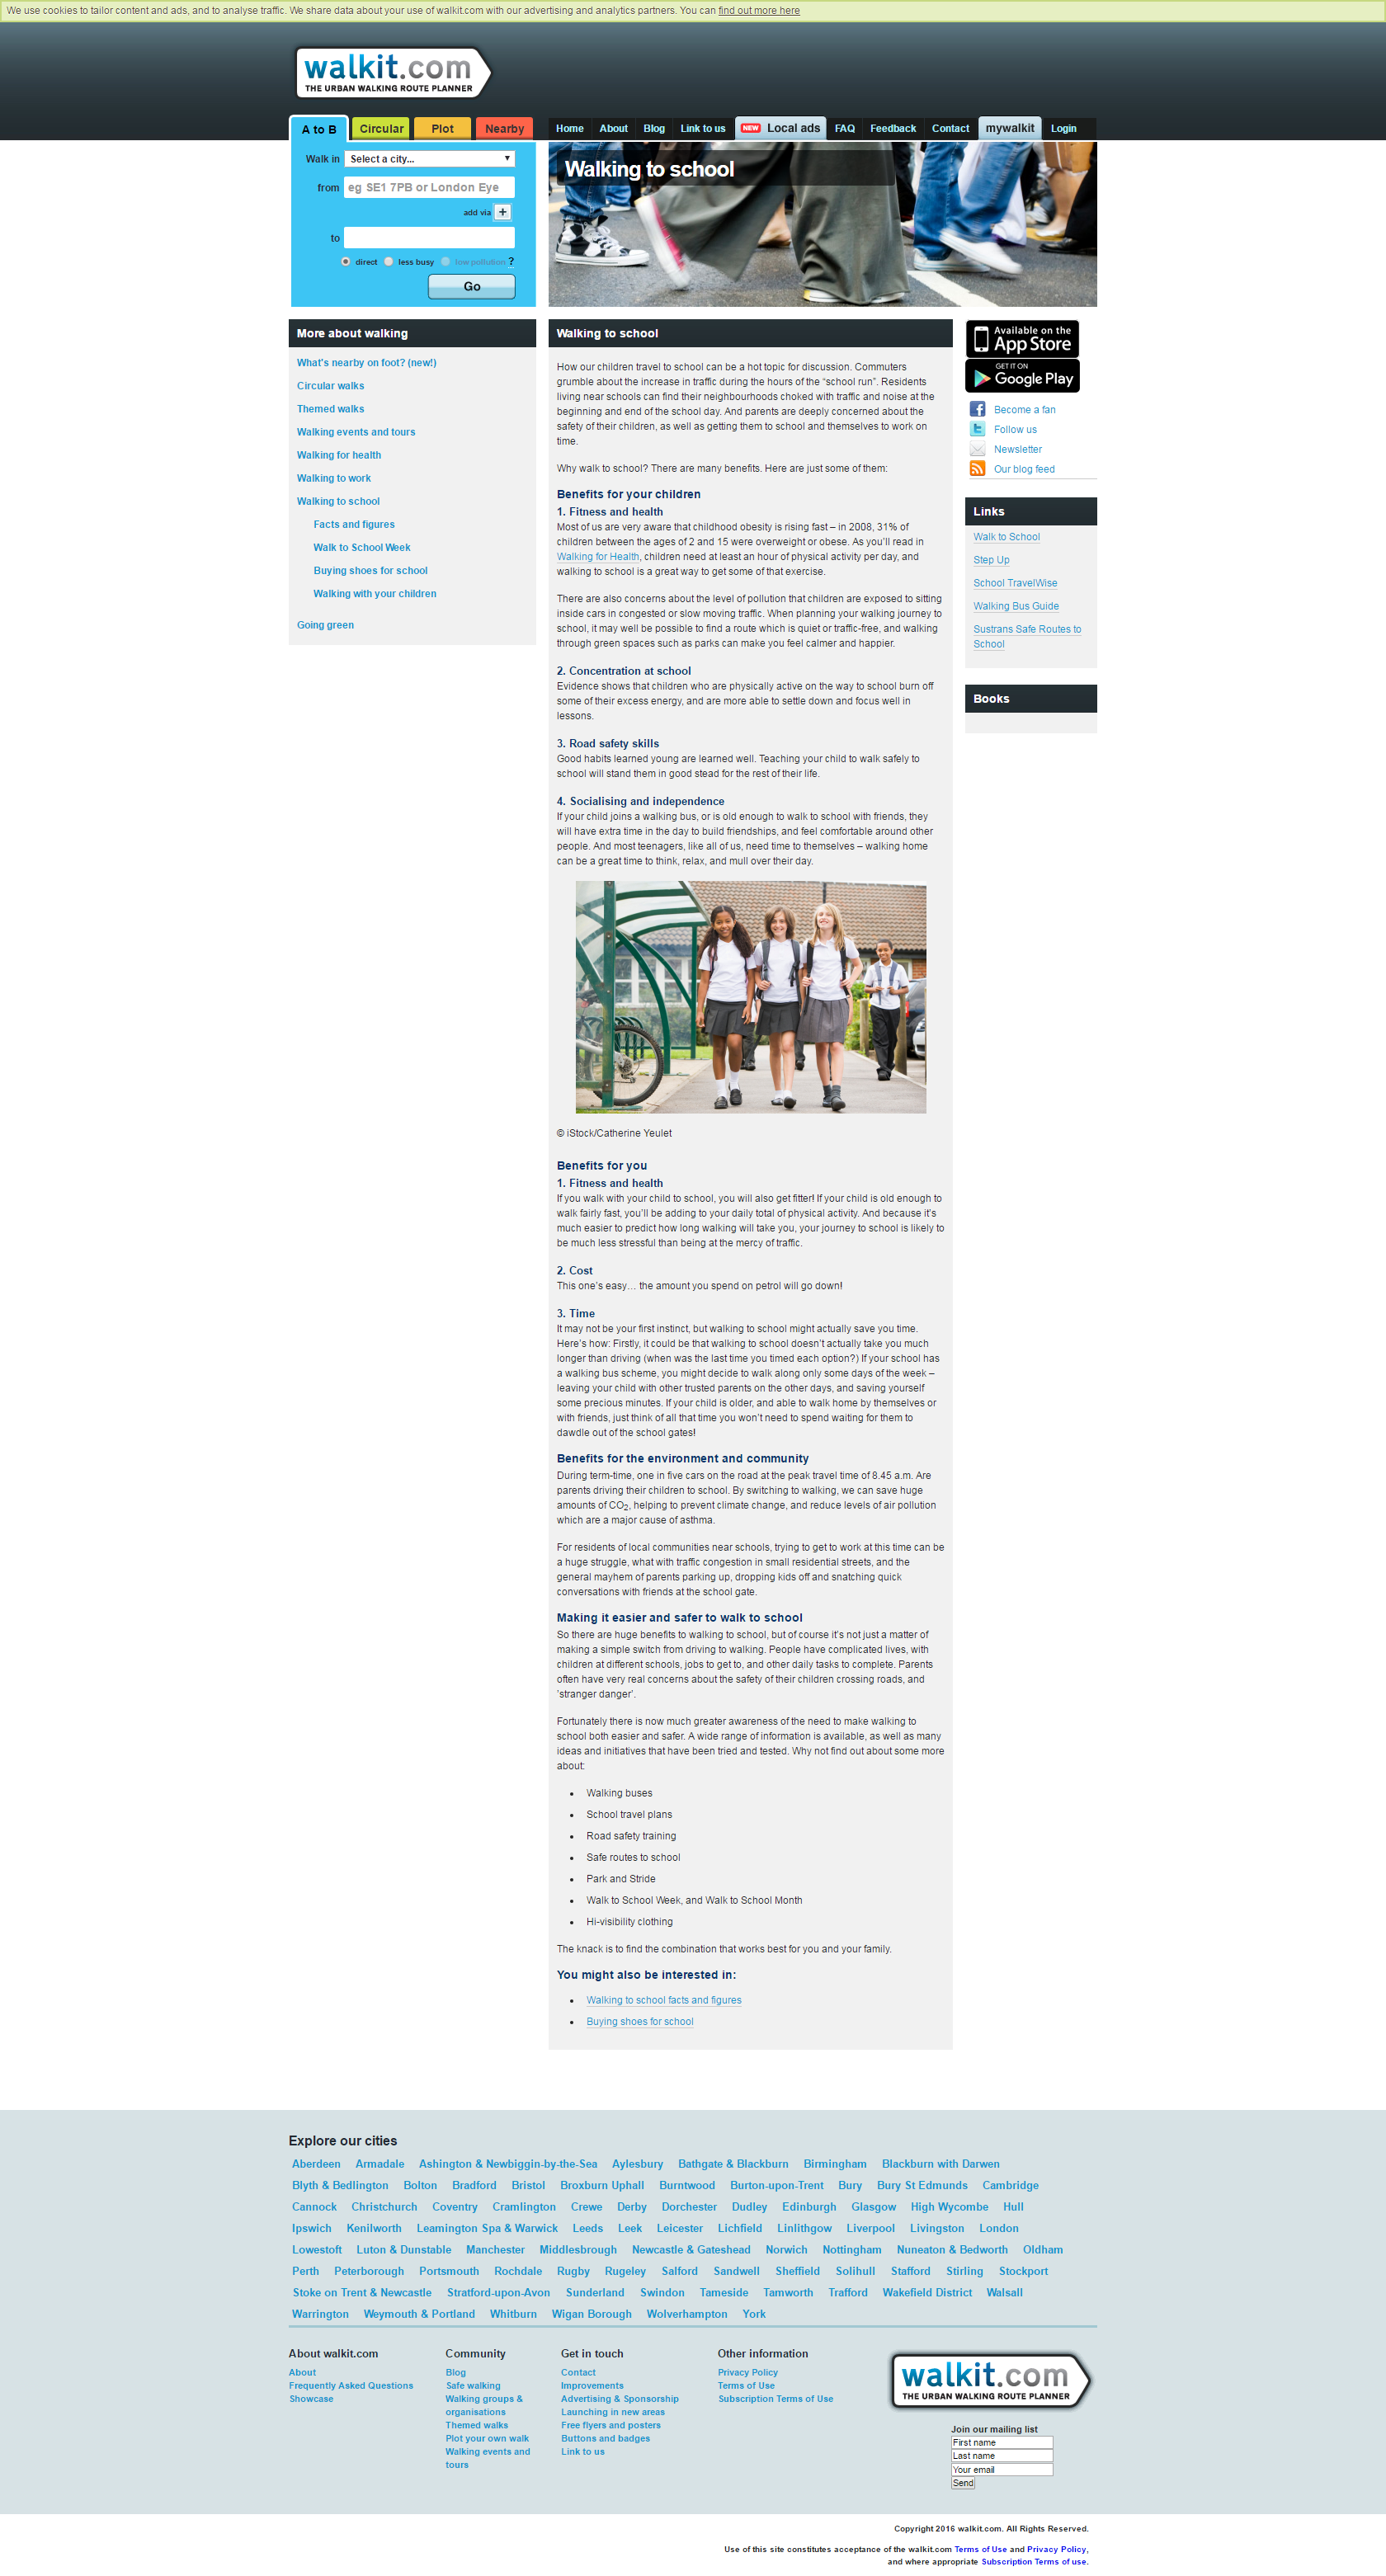 We use cookies to tailor content and ads, and to analyse traffic. We share data about your use of walkit.com with our advertising and analytics partners. You can find out more here
walkit.com
THE URBAN WALKING ROUTE PLANNER
A to B
Circular
Plot
Nearby
Home
About
Blog
Link to us
NEW Local ads
FAQ
Feedback
Contact
mywalkit
Login
Walk in Select a city...
from eg SE1 7PB or London Eye
add via +
to
direct less busy low pollution ?
Go
Walking to school
More about walking
What's nearby on foot? (new!)
Circular walks
Themed walks
Walking events and tours
Walking for health
Walking to work
Walking to school
Facts and figures
Walk to School Week
Buying shoes for school
Walking with your children
Going green
Walking to school
How our children travel to school can be a hot topic for discussion. Commuters
grumble about the increase in traffic during the hours of the “school run”. Residents
living near schools can find their neighbourhoods choked with traffic and noise at the
beginning and end of the school day. And parents are deeply concerned about the
safety of their children, as well as getting them to school and themselves to work on
time.
Why walk to school? There are many benefits. Here are just some of them:
Benefits for your children
1. Fitness and health
Most of us are very aware that childhood obesity is rising fast – in 2008, 31% of
children between the ages of 2 and 15 were overweight or obese. As you’ll read in
Walking for Health, children need at least an hour of physical activity per day, and
walking to school is a great way to get some of that exercise.
There are also concerns about the level of pollution that children are exposed to sitting
inside cars in congested or slow moving traffic. When planning your walking journey to
school, it may well be possible to find a route which is quiet or traffic-free, and walking
through green spaces such as parks can make you feel calmer and happier.
2. Concentration at school
Evidence shows that children who are physically active on the way to school burn off
some of their excess energy, and are more able to settle down and focus well in
lessons.
3. Road safety skills
Good habits learned young are learned well. Teaching your child to walk safely to
school will stand them in good stead for the rest of their life.
4. Socialising and independence
If your child joins a walking bus, or is old enough to walk to school with friends, they
will have extra time in the day to build friendships, and feel comfortable around other
people. And most teenagers, like all of us, need time to themselves – walking home
can be a great time to think, relax, and mull over their day.
© iStock/Catherine Yeulet
Benefits for you
1. Fitness and health
If you walk with your child to school, you will also get fitter! If your child is old enough to
walk fairly fast, you’ll be adding to your daily total of physical activity. And because it’s
much easier to predict how long walking will take you, your journey to school is likely to
be much less stressful than being at the mercy of traffic.
2. Cost
This one’s easy… the amount you spend on petrol will go down!
3. Time
It may not be your first instinct, but walking to school might actually save you time.
Here’s how: Firstly, it could be that walking to school doesn’t actually take you much
longer than driving (when was the last time you timed each option?) If your school has
a walking bus scheme, you might decide to walk along only some days of the week –
leaving your child with other trusted parents on the other days, and saving yourself
some precious minutes. If your child is older, and able to walk home by themselves or
with friends, just think of all that time you won’t need to spend waiting for them to
dawdle out of the school gates!
Benefits for the environment and community
During term-time, one in five cars on the road at the peak travel time of 8.45 a.m. Are
parents driving their children to school. By switching to walking, we can save huge
amounts of CO2, helping to prevent climate change, and reduce levels of air pollution
which are a major cause of asthma.
For residents of local communities near schools, trying to get to work at this time can be
a huge struggle, what with traffic congestion in small residential streets, and the
general mayhem of parents parking up, dropping kids off and snatching quick
conversations with friends at the school gate.
Making it easier and safer to walk to school
So there are huge benefits to walking to school, but of course it’s not just a matter of
making a simple switch from driving to walking. People have complicated lives, with
children at different schools, jobs to get to, and other daily tasks to complete. Parents
often have very real concerns about the safety of their children crossing roads, and
‘stranger danger’.
Fortunately there is now much greater awareness of the need to make walking to
school both easier and safer. A wide range of information is available, as well as many
ideas and initiatives that have been tried and tested. Why not find out about some more
about:
• Walking buses
• School travel plans
• Road safety training
• Safe routes to school
• Park and Stride
• Walk to School Week, and Walk to School Month
• Hi-visibility clothing
The knack is to find the combination that works best for you and your family.
You might also be interested in:
• Walking to school facts and figures
• Buying shoes for school
Available on the
App Store
GET IT ON
Google Play
Become a fan
Follow us
Newsletter
Our blog feed
Links
Walk to School
Step Up
School TravelWise
Walking Bus Guide
Sustrans Safe Routes to
School
Books
Explore our cities
Aberdeen Armadale Ashington & Newbiggin-by-the-Sea Aylesbury Bathgate & Blackburn Birmingham Blackburn with Darwen
Blyth & Bedlington Bolton Bradford Bristol Broxburn Uphall Burntwood Burton-upon-Trent Bury Bury St Edmunds Cambridge
Cannock Christchurch Coventry Cramlington Crewe Derby Dorchester Dudley Edinburgh Glasgow High Wycombe Hull
Ipswich Kenilworth Leamington Spa & Warwick Leeds Leek Leicester Lichfield Linlithgow Liverpool Livingston London
Lowestoft Luton & Dunstable Manchester Middlesbrough Newcastle & Gateshead Norwich Nottingham Nuneaton & Bedworth Oldham
Perth Peterborough Portsmouth Rochdale Rugby Rugeley Salford Sandwell Sheffield Solihull Stafford Stirling Stockport
Stoke on Trent & Newcastle Stratford-upon-Avon Sunderland Swindon Tameside Tamworth Trafford Wakefield District Walsall
Warrington Weymouth & Portland Whitburn Wigan Borough Wolverhampton York
About walkit.com
About
Frequently Asked Questions
Showcase
Community
Blog
Safe walking
Walking groups &
organisations
Themed walks
Plot your own walk
Walking events and
tours
Get in touch
Contact
Improvements
Advertising & Sponsorship
Launching in new areas
Free flyers and posters
Buttons and badges
Link to us
Other information
Privacy Policy
Terms of Use
Subscription Terms of Use
walkit.com
THE URBAN WALKING ROUTE PLANNER
Join our mailing list
First name
Last name
Your email
Send
Copyright 2016 walkit.com. All Rights Reserved.
Use of this site constitutes acceptance of the walkit.com Terms of Use and Privacy Policy,
and where appropriate Subscription Terms of use.